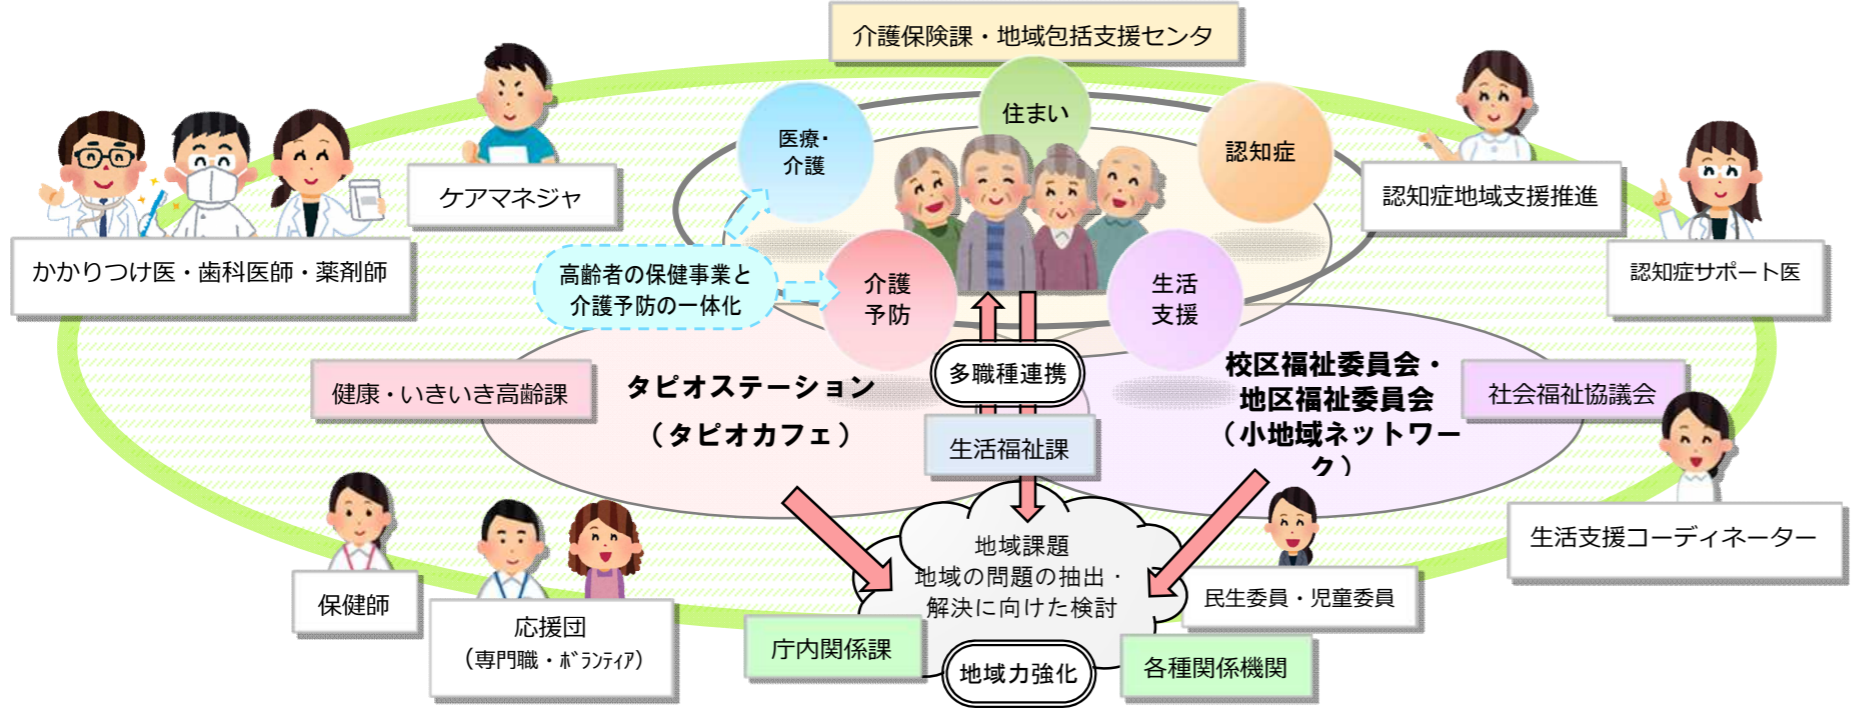 介護保険課・地域包括支援センタ
住まい
医療・
介護
認知症
ケアマネジャ
認知症地域支援推進
かかりつけ医・歯科医師・薬剤師
認知症サポート医
高齢者の保健事業と
介護予防の一体化
介護
予防
生活
支援
多職種連携
健康・いきいき高齢課
タピオステーション
（タピオカフェ）
校区福祉委員会・
地区福祉委員会
（小地域ネットワー
ク）
社会福祉協議会
生活福祉課
生活支援コーディネーター
地域課題
地域の問題の抽出・
解決に向けた検討
保健師
応援団
（専門職・ﾎﾞﾗﾝﾃｨｱ）
民生委員・児童委員
庁内関係課
地域力強化
各種関係機関